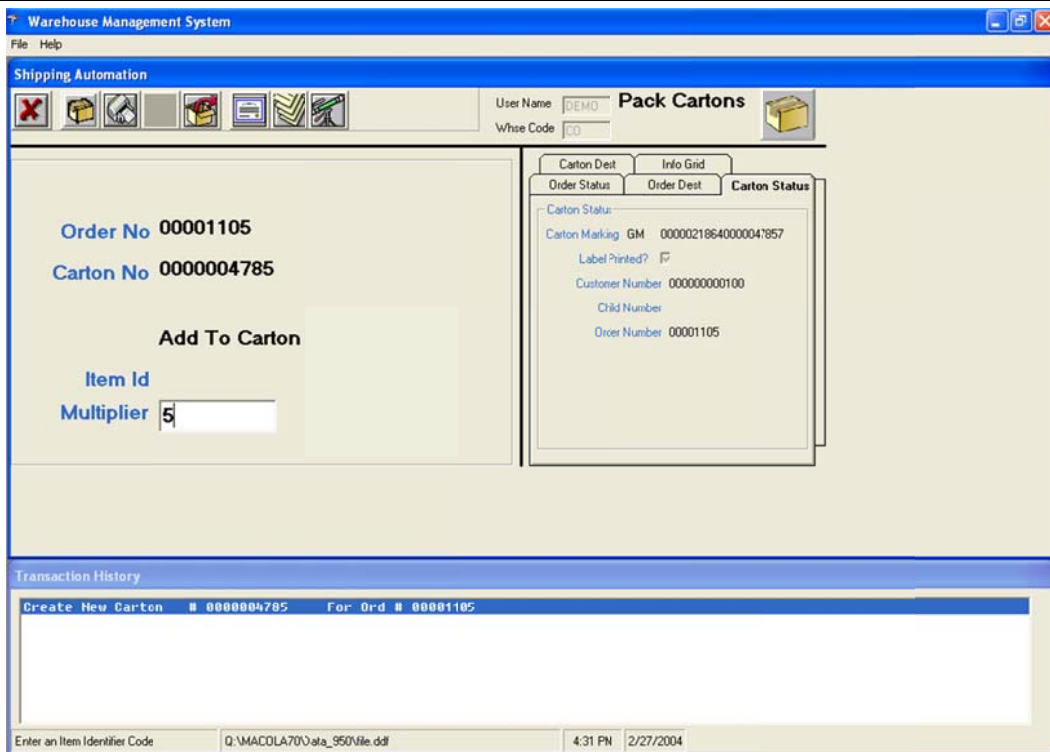 Warehouse Management System
File Help
Shipping Automation
User Name DEMO Pack Cartons
Whse Code CO
Order No 00001105
Carton No 0000004785
Add To Carton
Item Id
Multiplier 5
Carton Dest Info Grid
Order Status Order Dest Carton Status
Carton Status
Carton Marking GM 00000218640000047857
Label Printed?
Customer Number 000000000100
Child Number
Order Number 00001105
Transaction History
Create New Carton # 0000004785 For Ord # 00001105
Enter an Item Identifier Code Q:\MACOLA70\Data_950\file.ddf 4:31 PM 2/27/2004